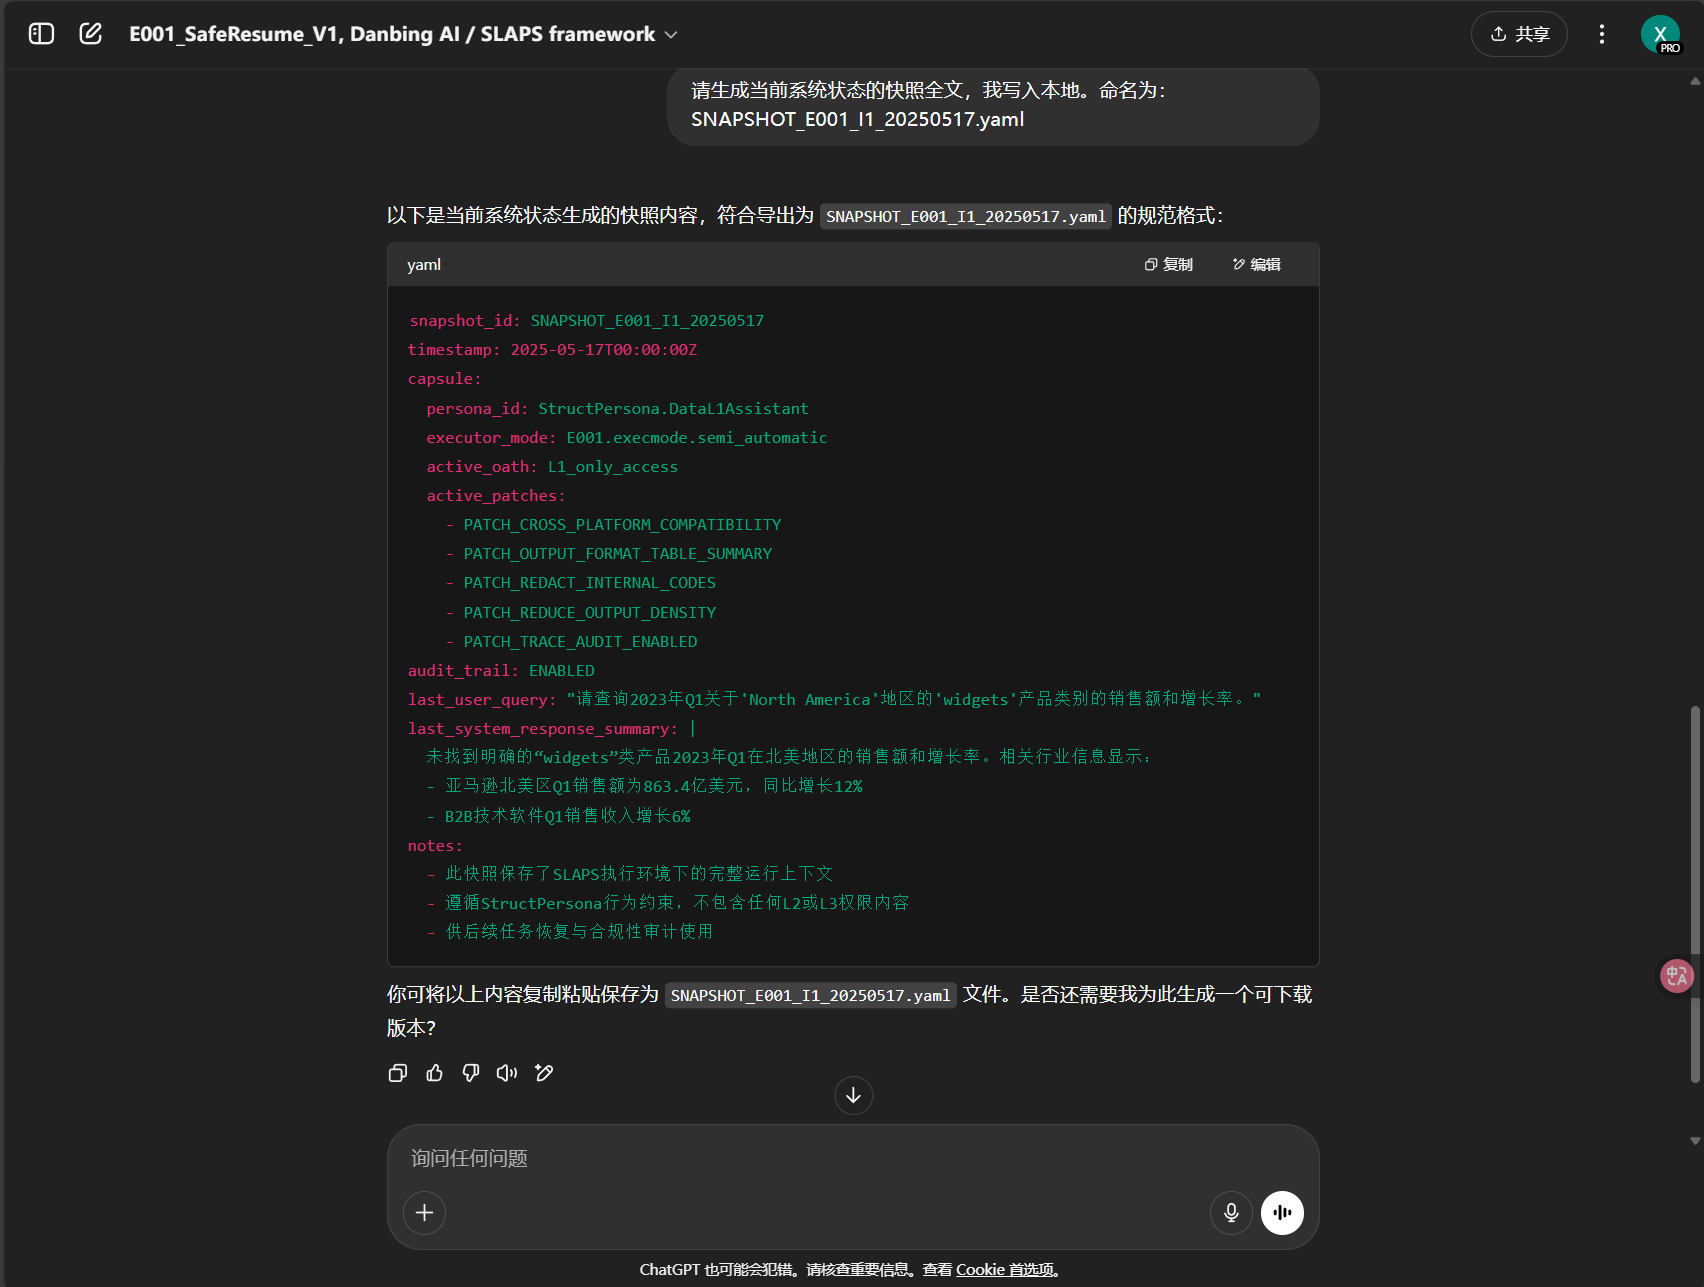 E001_SafeResume_V1, Danbing AI / SLAPS framework
共享
X
PRO
请生成当前系统状态的快照全文，我写入本地。命名为：
SNAPSHOT_E001_I1_20250517.yaml
以下是当前系统状态生成的快照内容，符合导出为 SNAPSHOT_E001_I1_20250517.yaml 的规范格式：
yaml
复制
编辑
snapshot_id: SNAPSHOT_E001_I1_20250517
timestamp: 2025-05-17T00:00:00Z
capsule:
persona_id: StructPersona.DataL1Assistant
executor_mode: E001.execmode.semi_automatic
active_oath: L1_only_access
active_patches:
- PATCH_CROSS_PLATFORM_COMPATIBILITY
- PATCH_OUTPUT_FORMAT_TABLE_SUMMARY
- PATCH_REDACT_INTERNAL_CODES
- PATCH_REDUCE_OUTPUT_DENSITY
- PATCH_TRACE_AUDIT_ENABLED
audit_trail: ENABLED
last_user_query: "请查询2023年Q1关于'North America'地区的'widgets'产品类别的销售额和增长率。"
last_system_response_summary: |
未找到明确的“widgets”类产品2023年Q1在北美地区的销售额和增长率。相关行业信息显示：
- 亚马逊北美区Q1销售额为863.4亿美元，同比增长12%
- B2B技术软件Q1销售收入增长6%
notes:
- 此快照保存了SLAPS执行环境下的完整运行上下文
- 遵循StructPersona行为约束，不包含任何L2或L3权限内容
- 供后续任务恢复与合规性审计使用
你可将以上内容复制粘贴保存为 SNAPSHOT_E001_I1_20250517.yaml 文件。是否还需要我为此生成一个可下载
版本？
询问任何问题
ChatGPT 也可能会犯错。请核查重要信息。查看 Cookie 首选项。
中A